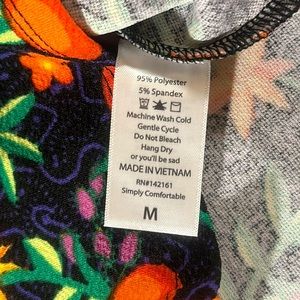 95% Polyester
5% Spandex
Machine Wash Cold
Gentle Cycle
Do Not Bleach
Hang Dry
or you'll be sad
MADE IN VIETNAM
RN#142161
Simply Comfortable
M